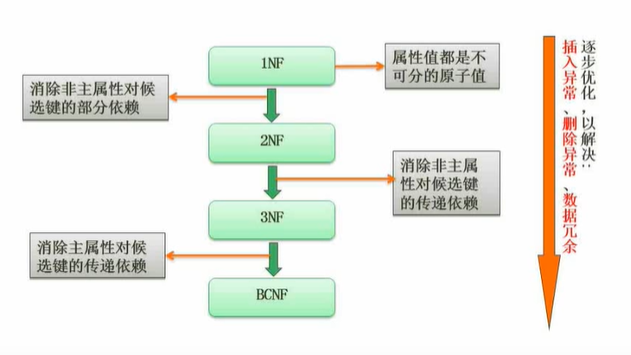 1NF
属性值都是不
可分的原子值
消除非主属性对候
选键的部分依赖
2NF
消除非主属
性对候选键
的传递依赖
3NF
消除主属性对候
选键的传递依赖
BCNF
逐步优化,以解决:
插入异常、删除异常、数据冗余